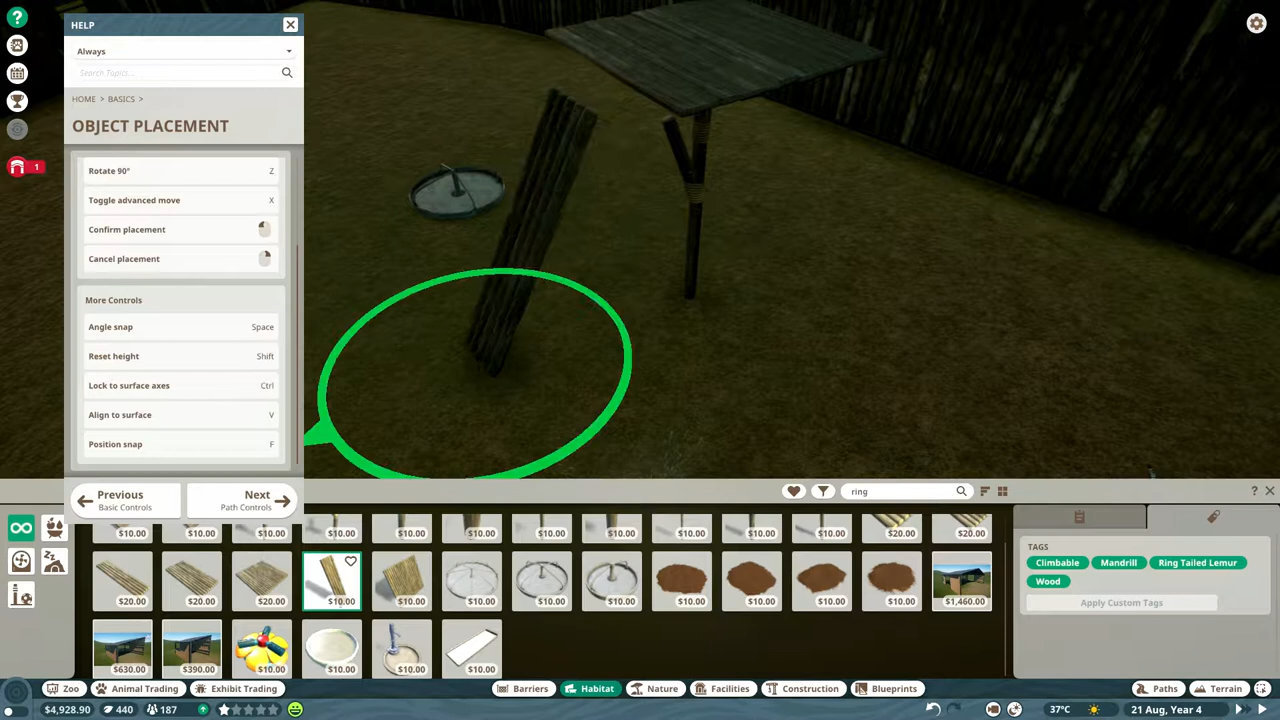 HELP
Always
Search Topics...
HOME > BASICS >
OBJECT PLACEMENT
Rotate 90° Z
Toggle advanced move X
Confirm placement
Cancel placement
More Controls
Angle snap Space
Reset height Shift
Lock to surface axes Ctrl
Align to surface V
Position snap F
Previous
Basic Controls
Next
Path Controls
1
ring
?
$10.00 $10.00 $10.00 $10.00 $10.00 $10.00 $10.00 $10.00 $10.00 $10.00 $10.00 $20.00 $20.00
$20.00 $20.00 $20.00 $10.00 $10.00 $10.00 $10.00 $10.00 $10.00 $10.00 $10.00 $10.00 $1,460.00
$630.00 $390.00 $10.00 $10.00 $10.00 $10.00
TAGS
Climbable Mandrill Ring Tailed Lemur
Wood
Apply Custom Tags
Zoo Animal Trading Exhibit Trading Barriers Habitat Nature Facilities Construction Blueprints Paths Terrain
$4,928.90 440 187 37°C 21 Aug, Year 4